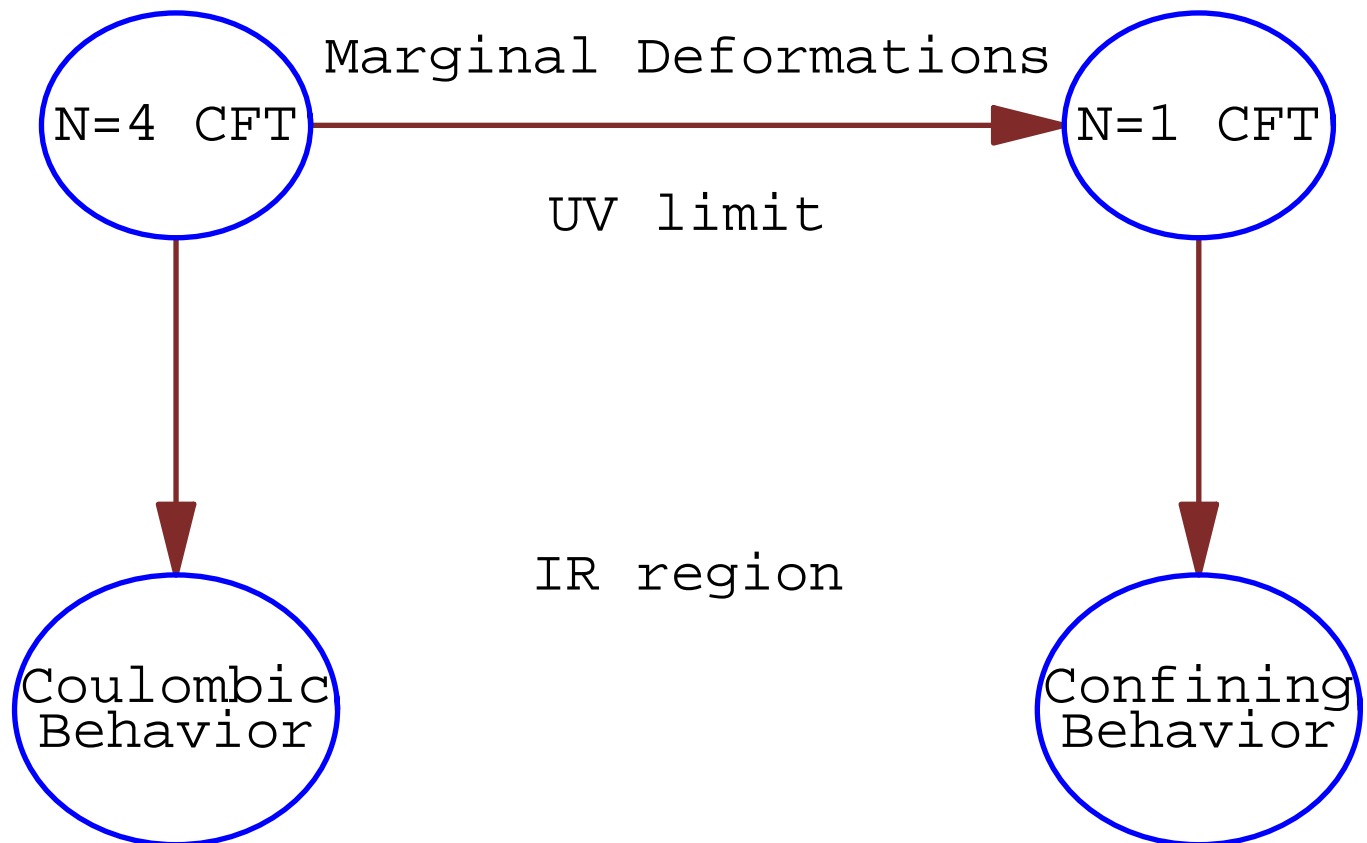 Marginal Deformations
N=4 CFT
N=1 CFT
UV limit
IR region
Coulombic
Behavior
Confining
Behavior